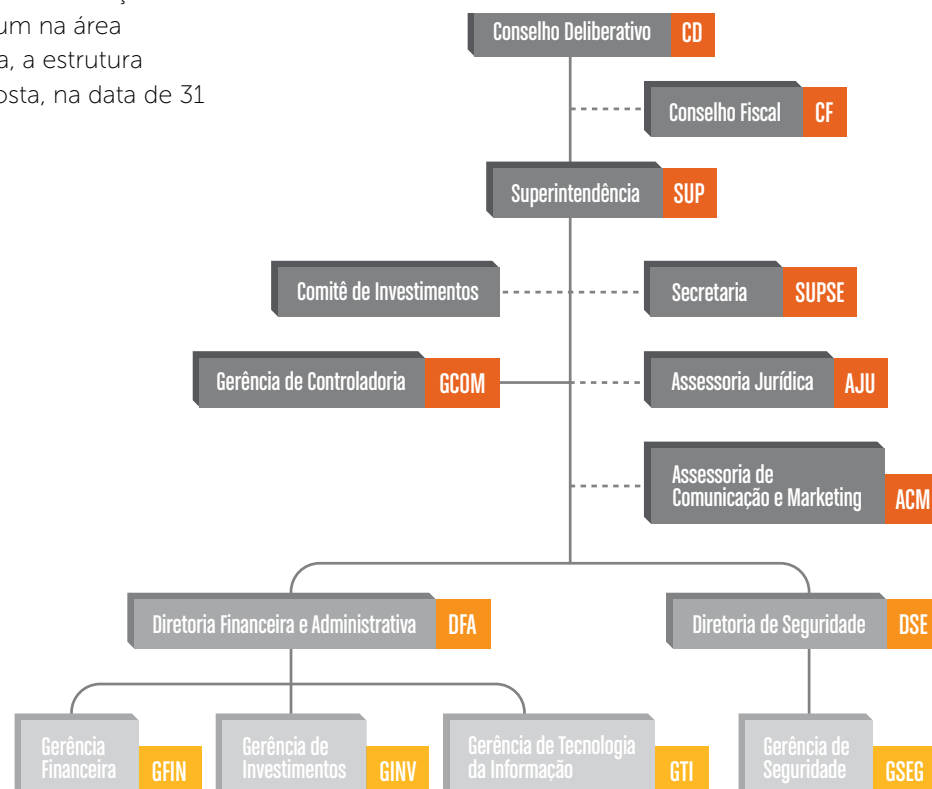 um na área
a, a estrutura
osta, na data de 31
Conselho Deliberativo CD
Conselho Fiscal CF
Superintendência SUP
Comitê de Investimentos
Secretaria SUPSE
Gerência de Controladoria GCOM
Assessoria Jurídica AJU
Assessoria de
Comunicação e Marketing ACM
Diretoria Financeira e Administrativa DFA
Diretoria de Seguridade DSE
Gerência
Financeira GFIN
Gerência de
Investimentos GINV
Gerência de Tecnologia
da Informação GTI
Gerência de
Seguridade GSEG